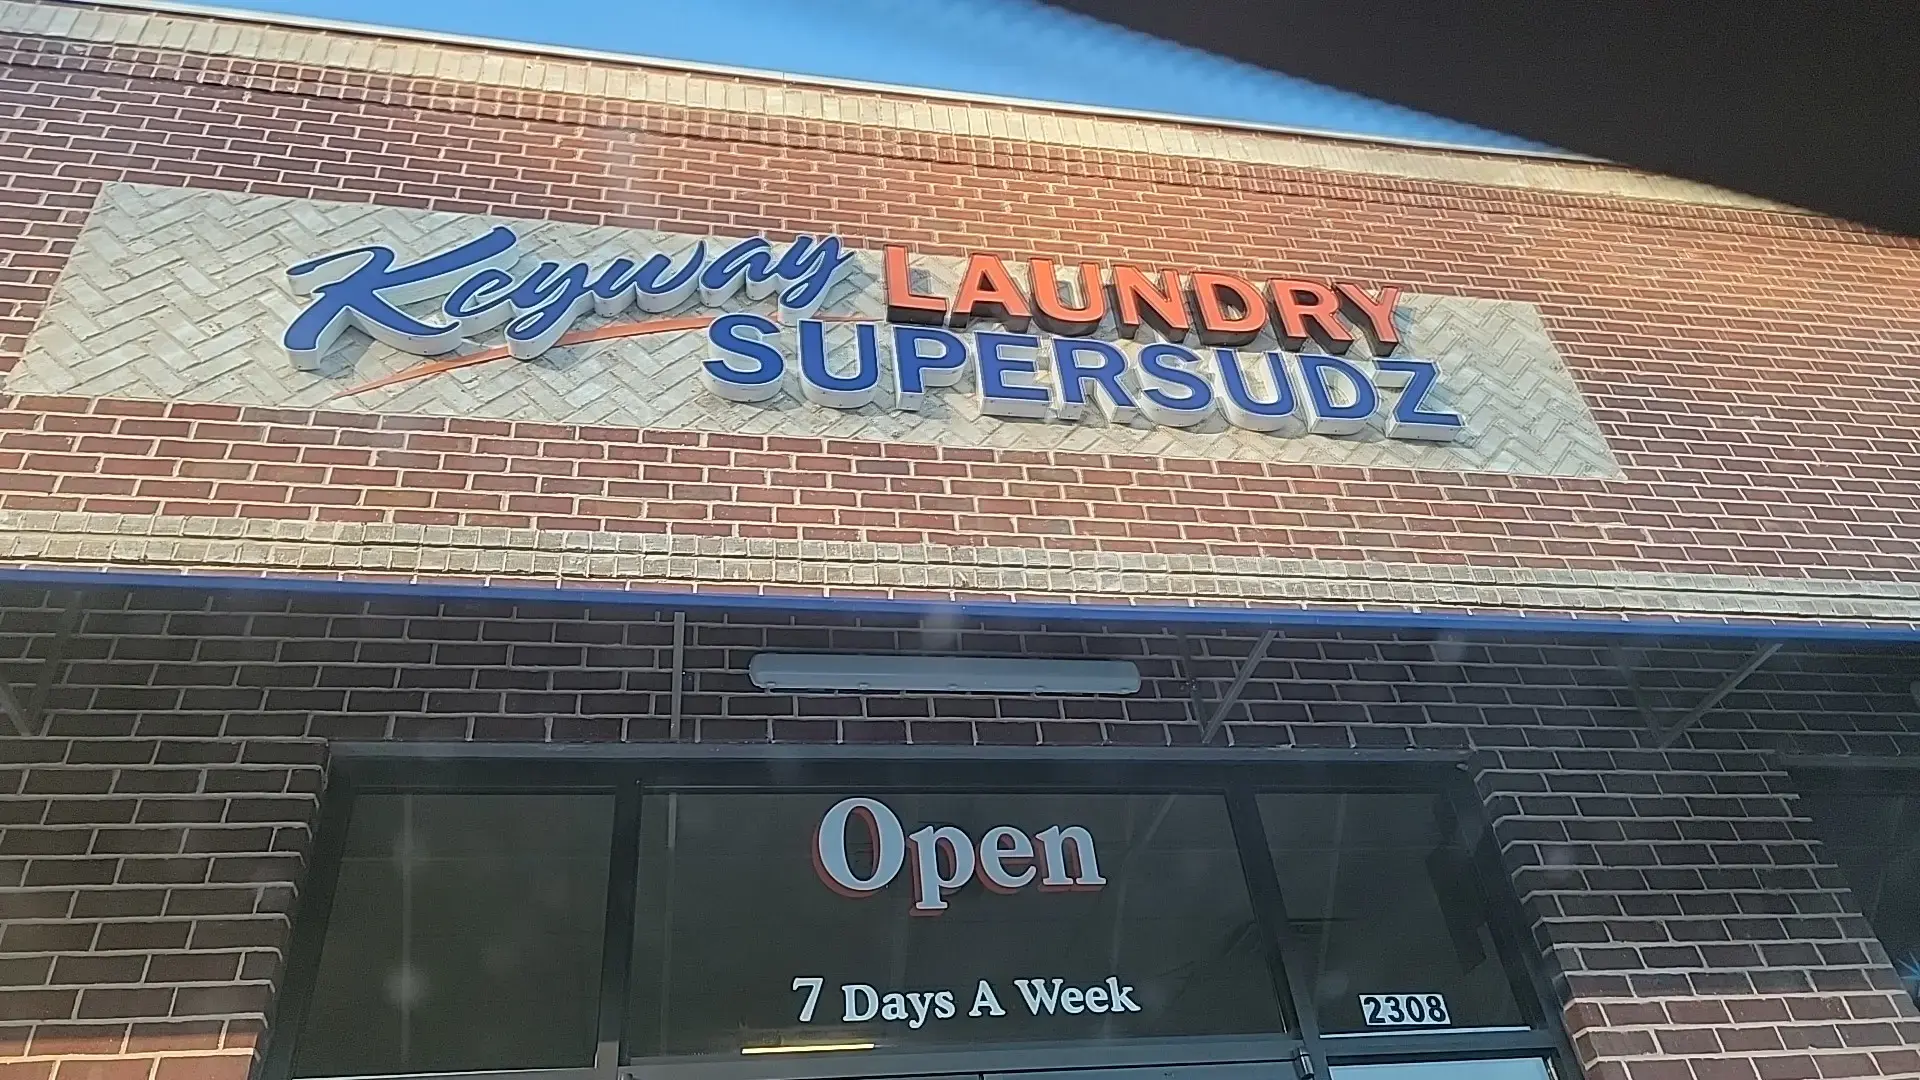 Keyway LAUNDRY
SUPERSUDZ
Open
7 Days A Week
2308